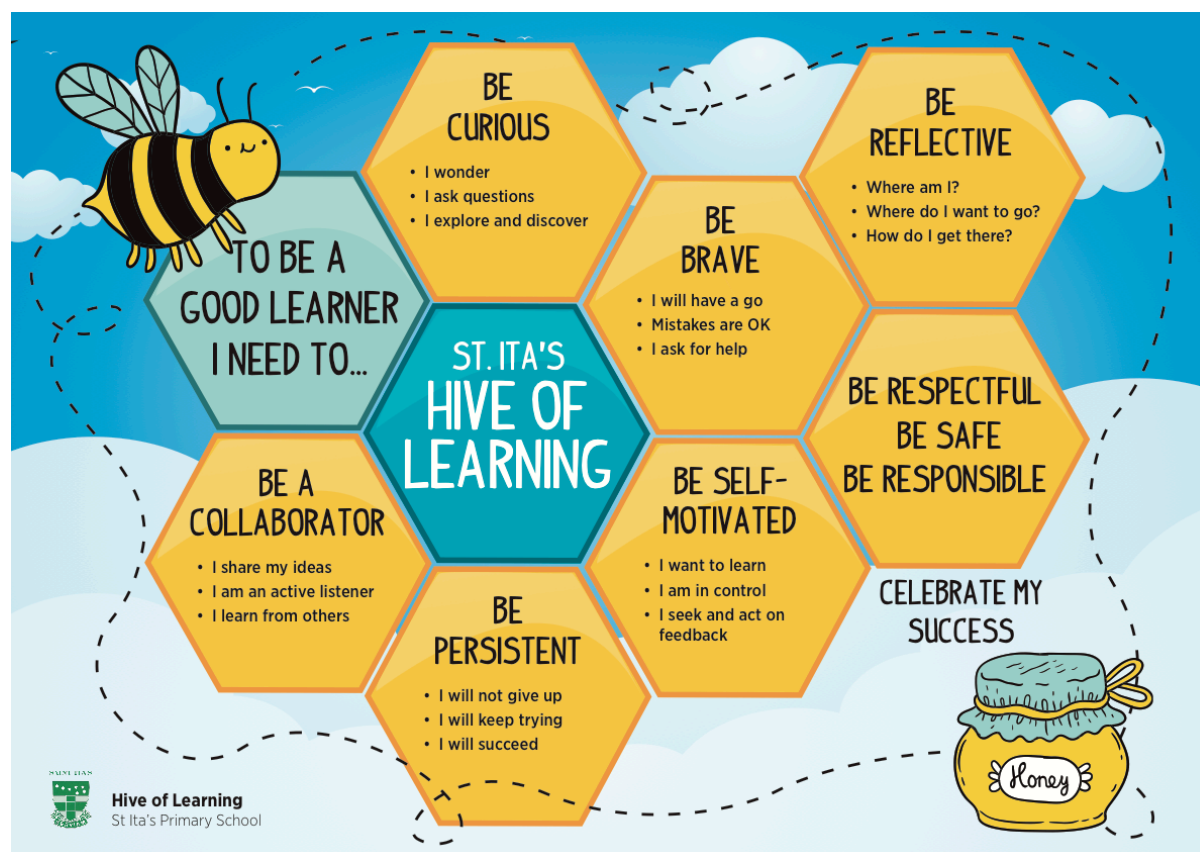 TO BE A
GOOD LEARNER
I NEED TO...
ST. ITA'S
HIVE OF
LEARNING
BE
CURIOUS
• I wonder
• I ask questions
• I explore and discover
BE
BRAVE
• I will have a go
• Mistakes are OK
• I ask for help
BE
REFLECTIVE
• Where am I?
• Where do I want to go?
• How do I get there?
BE RESPECTFUL
BE SAFE
BE RESPONSIBLE
BE SELF-
MOTIVATED
• I want to learn
• I am in control
• I seek and act on
feedback
BE
PERSISTENT
• I will not give up
• I will keep trying
• I will succeed
BE A
COLLABORATOR
• I share my ideas
• I am an active listener
• I learn from others
CELEBRATE MY
SUCCESS
Honey
SAINT ITA'S
Hive of Learning
St Ita's Primary School